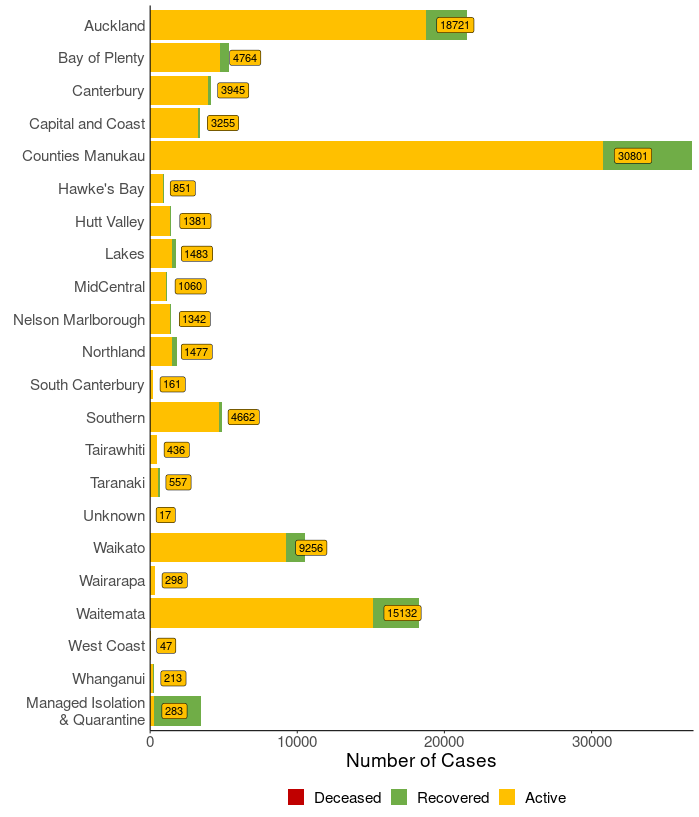 Auckland 18721
Bay of Plenty 4764
Canterbury 3945
Capital and Coast 3255
Counties Manukau 30801
Hawke's Bay 851
Hutt Valley 1381
Lakes 1483
MidCentral 1060
Nelson Marlborough 1342
Northland 1477
South Canterbury 161
Southern 4662
Tairawhiti 436
Taranaki 557
Unknown 17
Waikato 9256
Wairarapa 298
Waitemata 15132
West Coast 47
Whanganui 213
Managed Isolation
& Quarantine 283
0 10000 20000 30000
Number of Cases
Deceased Recovered Active